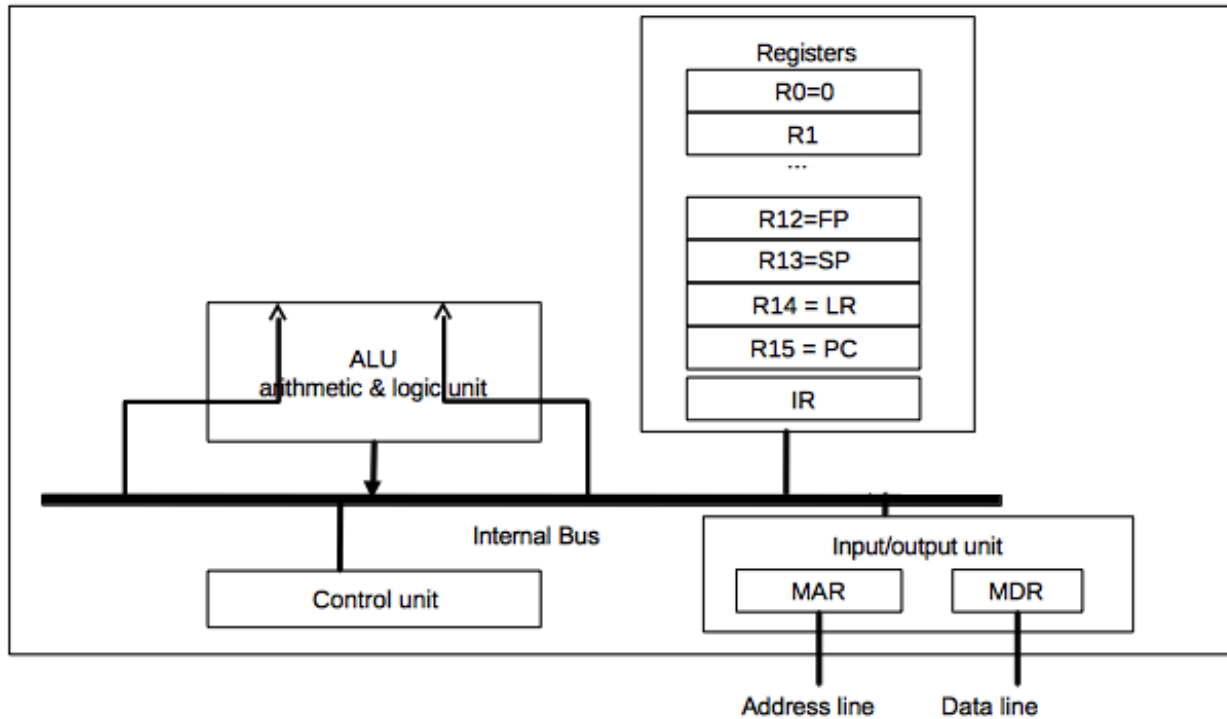 Registers
R0=0
R1
...
R12=FP
R13=SP
R14 = LR
R15 = PC
IR
ALU
arithmetic & logic unit
Internal Bus
Control unit
Input/output unit
MAR
MDR
Address line
Data line